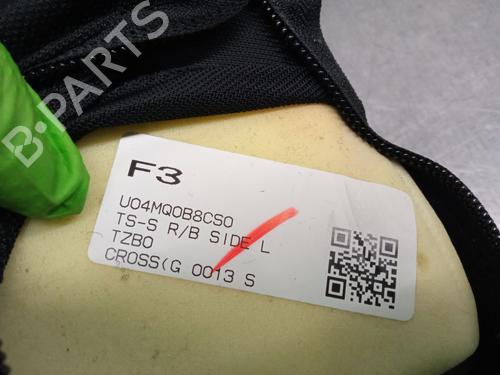 B-PARTS
F3
U04MQ0B8CS0
TS-S R/B SIDE L
TZB0
CROSS(G 0013 S